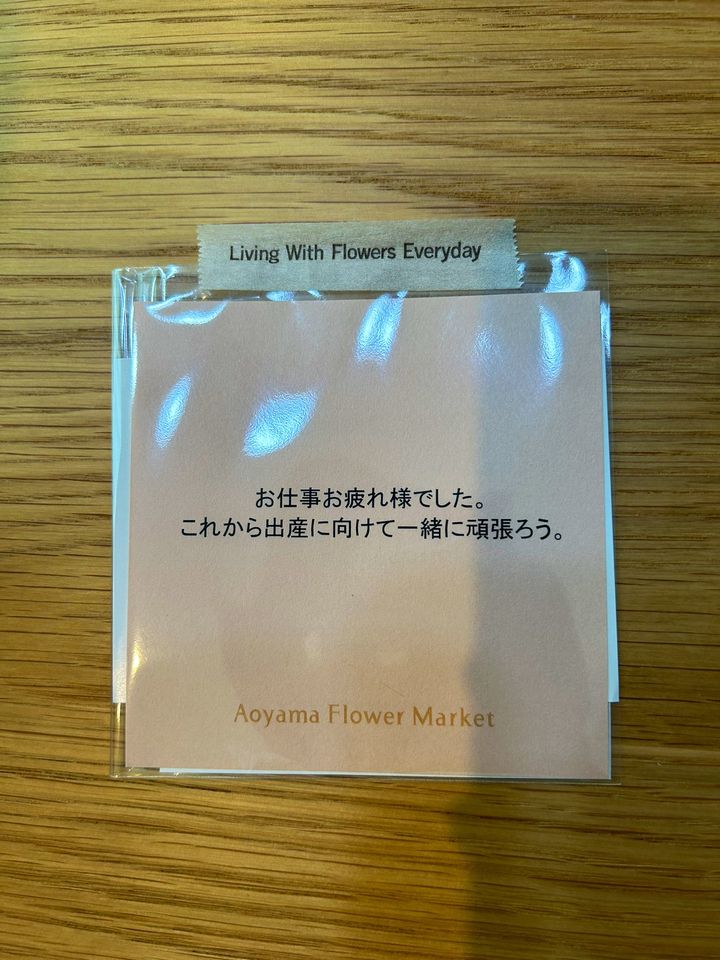 Living With Flowers Everyday
お仕事お疲れ様でした。
これから出産に向けて一緒に頑張ろう。
Aoyama Flower Market